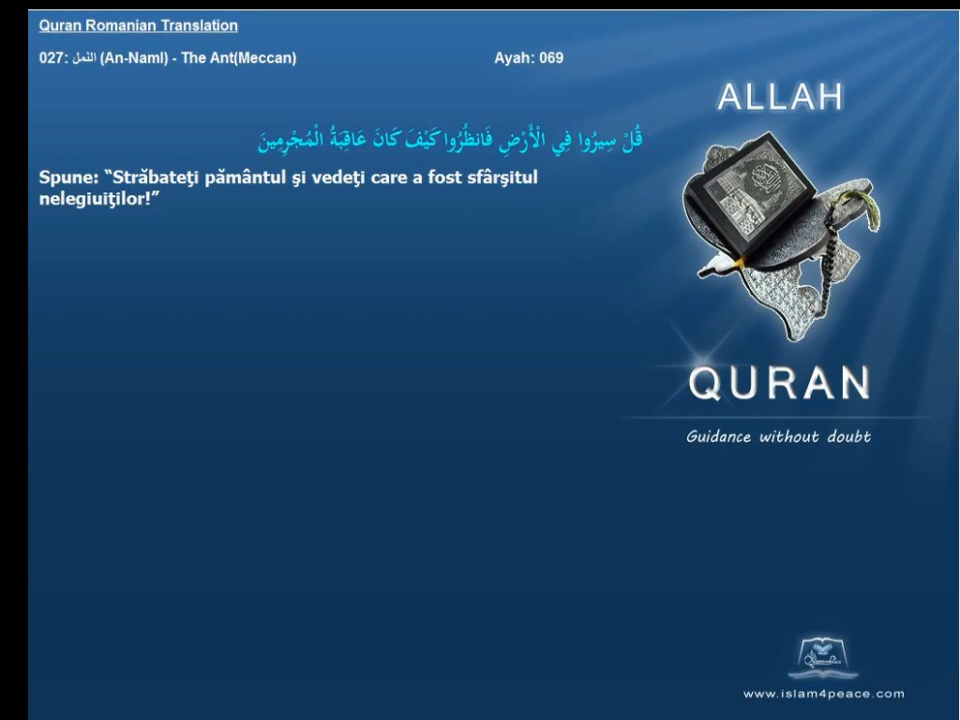 Quran Romanian Translation
027: النمل (An-Naml) - The Ant(Meccan) Ayah: 069
قُلْ سِيرُوا فِي الْأَرْضِ فَانظُرُوا كَيْفَ كَانَ عَاقِبَةُ الْمُجْرِمِينَ
Spune: “Străbateţi pământul şi vedeţi care a fost sfârşitul
nelegiuiţilor!”
ALLAH
QURAN
Guidance without doubt
www.islam4peace.com